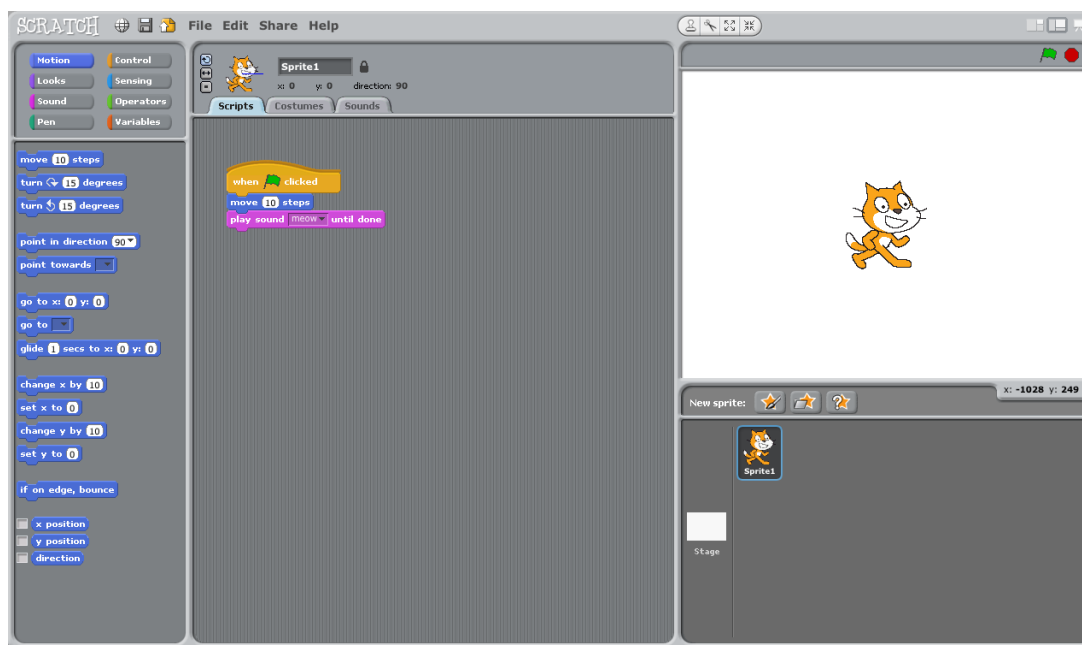 SCRATCH File Edit Share Help
Motion Control
Looks Sensing
Sound Operators
Pen Variables
move 10 steps
turn 15 degrees
turn 15 degrees
point in direction 90
point towards
go to x: 0 y: 0
go to
glide 1 secs to x: 0 y: 0
change x by 10
set x to 0
change y by 10
set y to 0
if on edge, bounce
x position
y position
direction
Sprite1
x: 0 y: 0 direction: 90
Scripts Costumes Sounds
when clicked
move 10 steps
play sound meow until done
x: -1028 y: 249
New sprite:
Sprite1
Stage